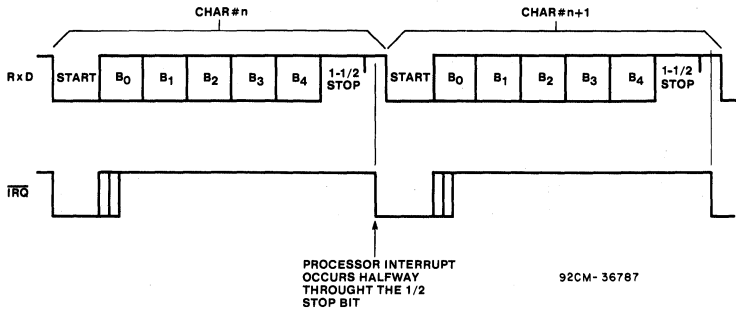 CHAR#n
CHAR#n+1
RxD
START
B0
B1
B2
B3
B4
1-1/2
STOP
START
B0
B1
B2
B3
B4
1-1/2
STOP
IRQ
PROCESSOR INTERRUPT
OCCURS HALFWAY
THROUGHT THE 1/2
STOP BIT
92CM-36787